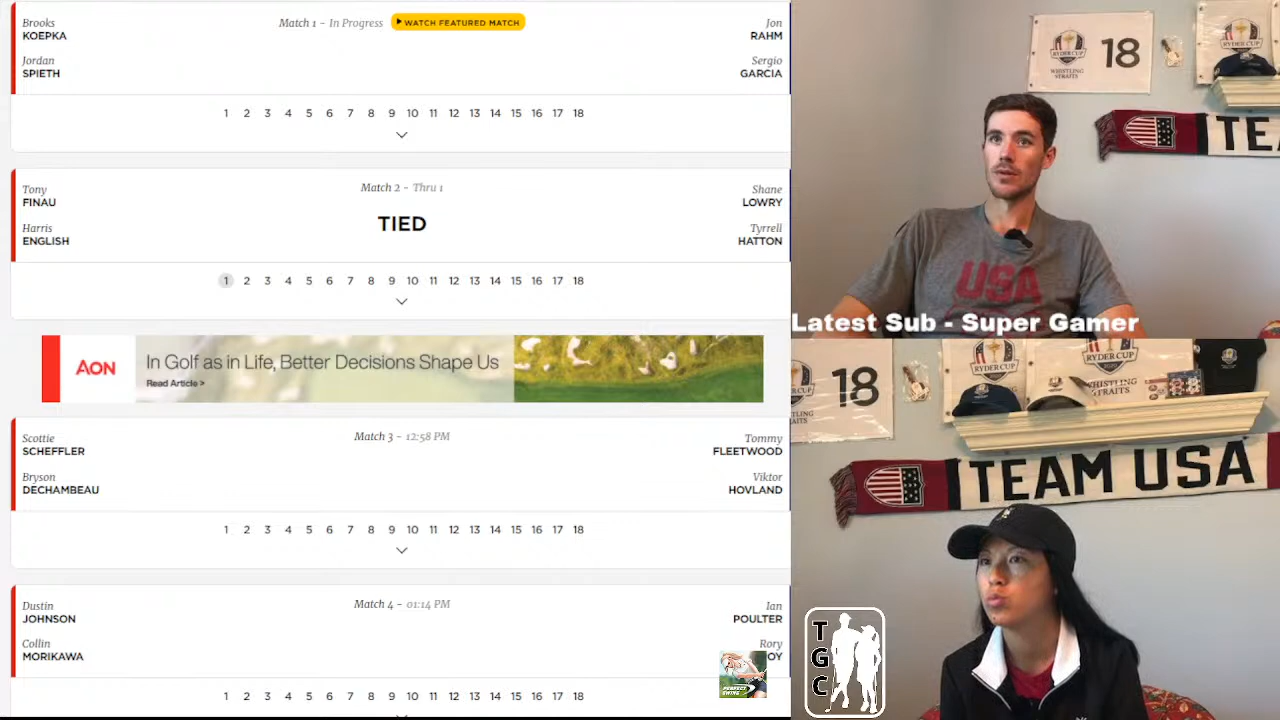 Brooks
KOEPKA
Jordan
SPIETH
Match 1 - In Progress
WATCH FEATURED MATCH
Jon
RAHM
Sergio
GARCIA
1 2 3 4 5 6 7 8 9 10 11 12 13 14 15 16 17 18
Tony
FINAU
Harris
ENGLISH
Match 2 - Thru 1
TIED
Shane
LOWRY
Tyrrell
HATTON
1 2 3 4 5 6 7 8 9 10 11 12 13 14 15 16 17 18
AON
In Golf as in Life, Better Decisions Shape Us
Read Article >
Scottie
SCHEFFLER
Bryson
DECHAMBEAU
Match 3 - 12:58 PM
Tommy
FLEETWOOD
Viktor
HOVLAND
1 2 3 4 5 6 7 8 9 10 11 12 13 14 15 16 17 18
Dustin
JOHNSON
Collin
MORIKAWA
Match 4 - 01:14 PM
Ian
POULTER
Rory
OY
1 2 3 4 5 6 7 8 9 10 11 12 13 14 15 16 17 18
PERFECT
SWING
RYDER CUP
WHISTLING
STRAITS
18
RYDER CUP
TE
USA
Latest Sub - Super Gamer
18
RYDER CUP
WHISTLING
STRAITS
TEAM USA
TGC